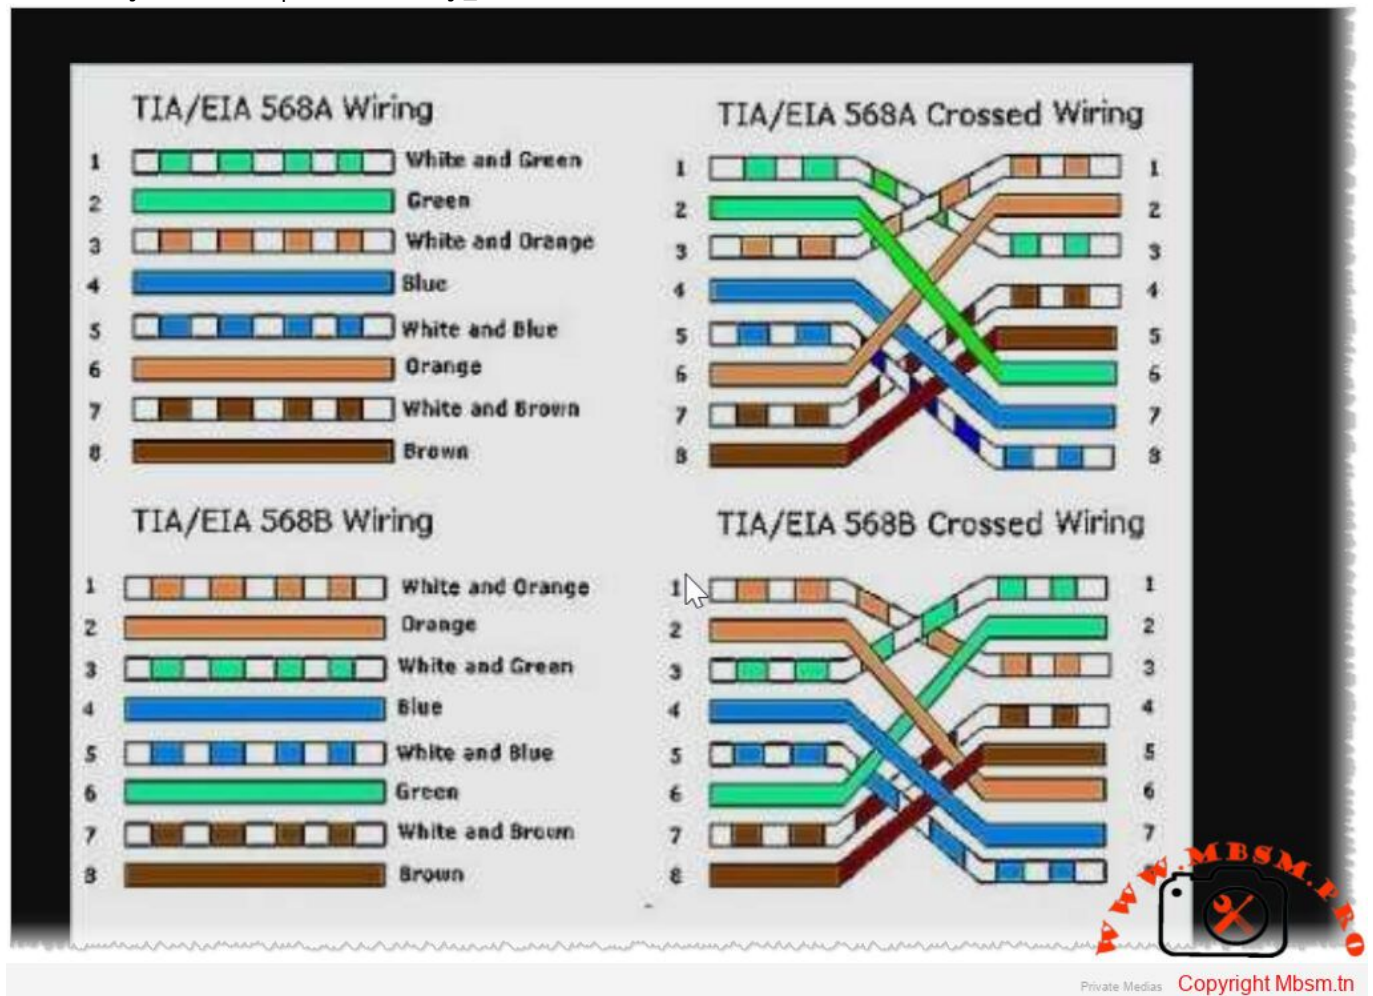 TIA/EIA 568A Wiring
1 White and Green
2 Green
3 White and Orange
4 Blue
5 White and Blue
6 Orange
7 White and Brown
8 Brown
TIA/EIA 568A Crossed Wiring
1 1
2 2
3 3
4 4
5 5
6 6
7 7
8 8
TIA/EIA 568B Wiring
1 White and Orange
2 Orange
3 White and Green
4 Blue
5 White and Blue
6 Green
7 White and Brown
8 Brown
TIA/EIA 568B Crossed Wiring
1 1
2 2
3 3
4 4
5 5
6 6
7 7
8
WWW.MBSM.PRO
Private Medias Copyright Mbsm.tn